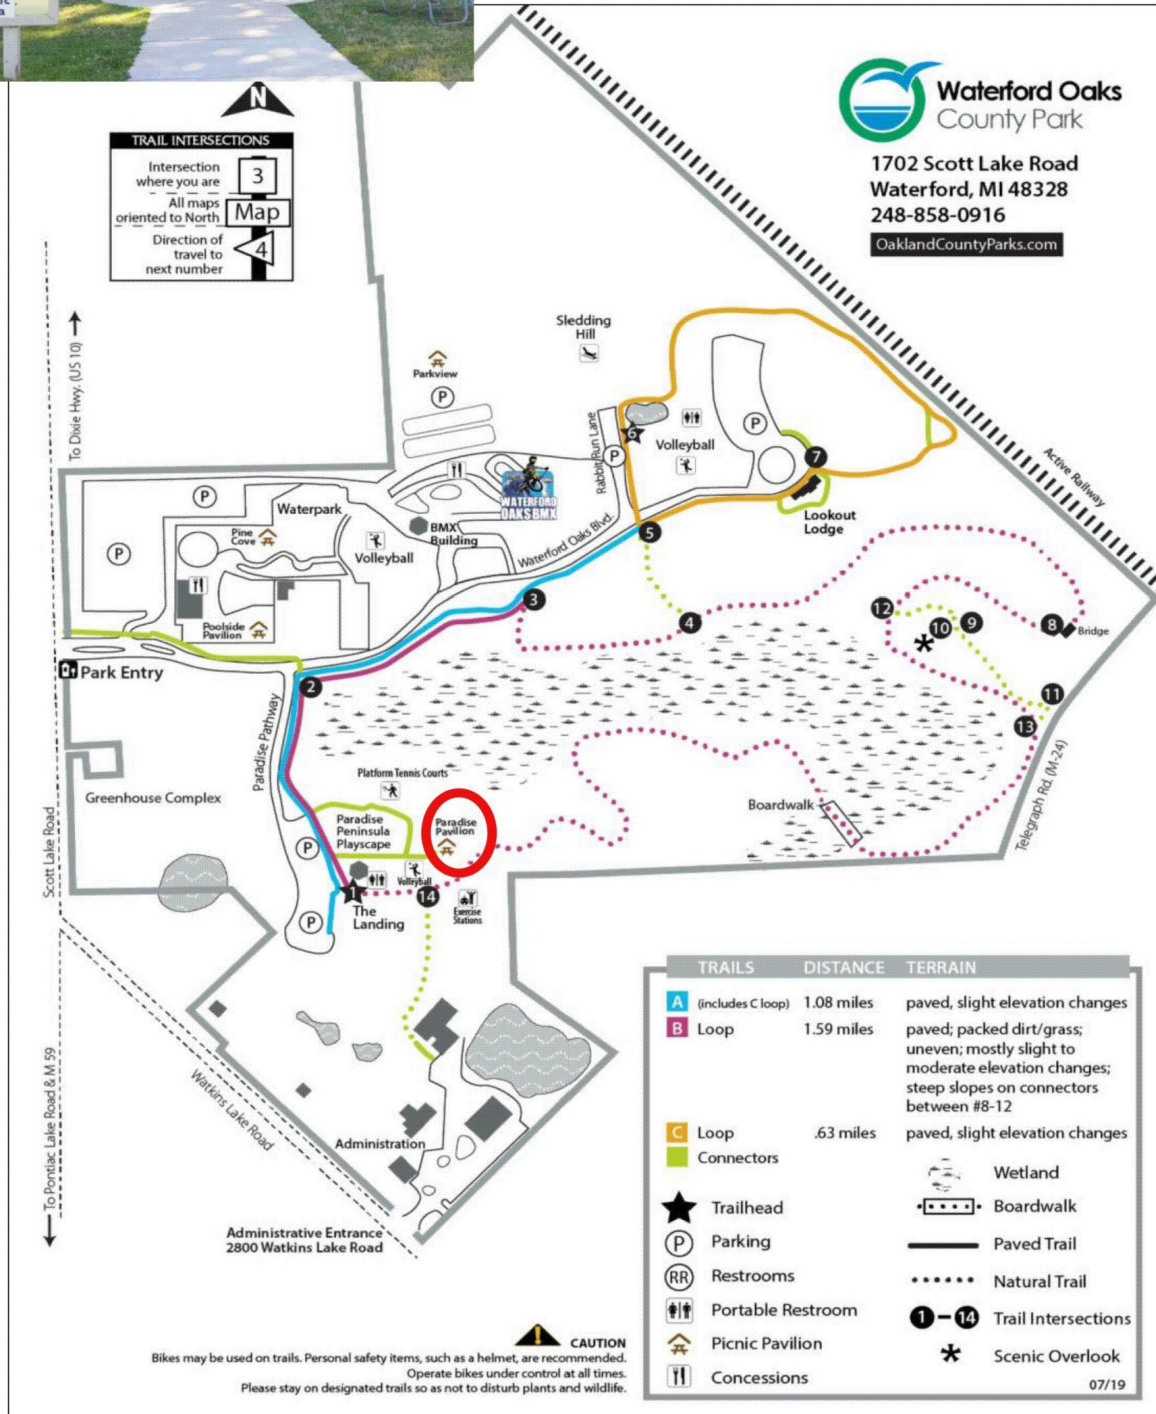 N
TRAIL INTERSECTIONS
Intersection
where you are
3
All maps
oriented to North
Map
Direction of
travel to
next number
4
Waterford Oaks
County Park
1702 Scott Lake Road
Waterford, MI 48328
248-858-0916
OaklandCountyParks.com
To Dixie Hwy. (US 10)
Sledding
Hill
Parkview
P
Rabbit Run Lane
P
6
Volleyball
P
7
Lookout
Lodge
Active Railway
P
Waterpark
P
Pine
Cove
Volleyball
WATERFORD
OAKS BMX
BMX
Building
Waterford Oaks Blvd.
5
3
4
12
10
9
8
Bridge
11
13
Poolside
Pavilion
Park Entry
2
Paradise Pathway
Greenhouse Complex
Scott Lake Road
Platform Tennis Courts
Paradise
Peninsula
Playscape
Paradise
Pavilion
Boardwalk
Telegraph Rd. (M-24)
P
Volleyball
1
14
The
Landing
Exercise
Stations
P
To Pontiac Lake Road & M 59
Watkins Lake Road
Administration
Administrative Entrance
2800 Watkins Lake Road
TRAILS DISTANCE TERRAIN
A (includes C loop) 1.08 miles paved, slight elevation changes
B Loop 1.59 miles paved; packed dirt/grass;
uneven; mostly slight to
moderate elevation changes;
steep slopes on connectors
between #8-12
C Loop .63 miles paved, slight elevation changes
Connectors
Wetland
Trailhead
Boardwalk
P Parking
Paved Trail
RR Restrooms
Natural Trail
Portable Restroom
1 - 14 Trail Intersections
Picnic Pavilion
Scenic Overlook
Concessions
07/19
CAUTION
Bikes may be used on trails. Personal safety items, such as a helmet, are recommended.
Operate bikes under control at all times.
Please stay on designated trails so as not to disturb plants and wildlife.